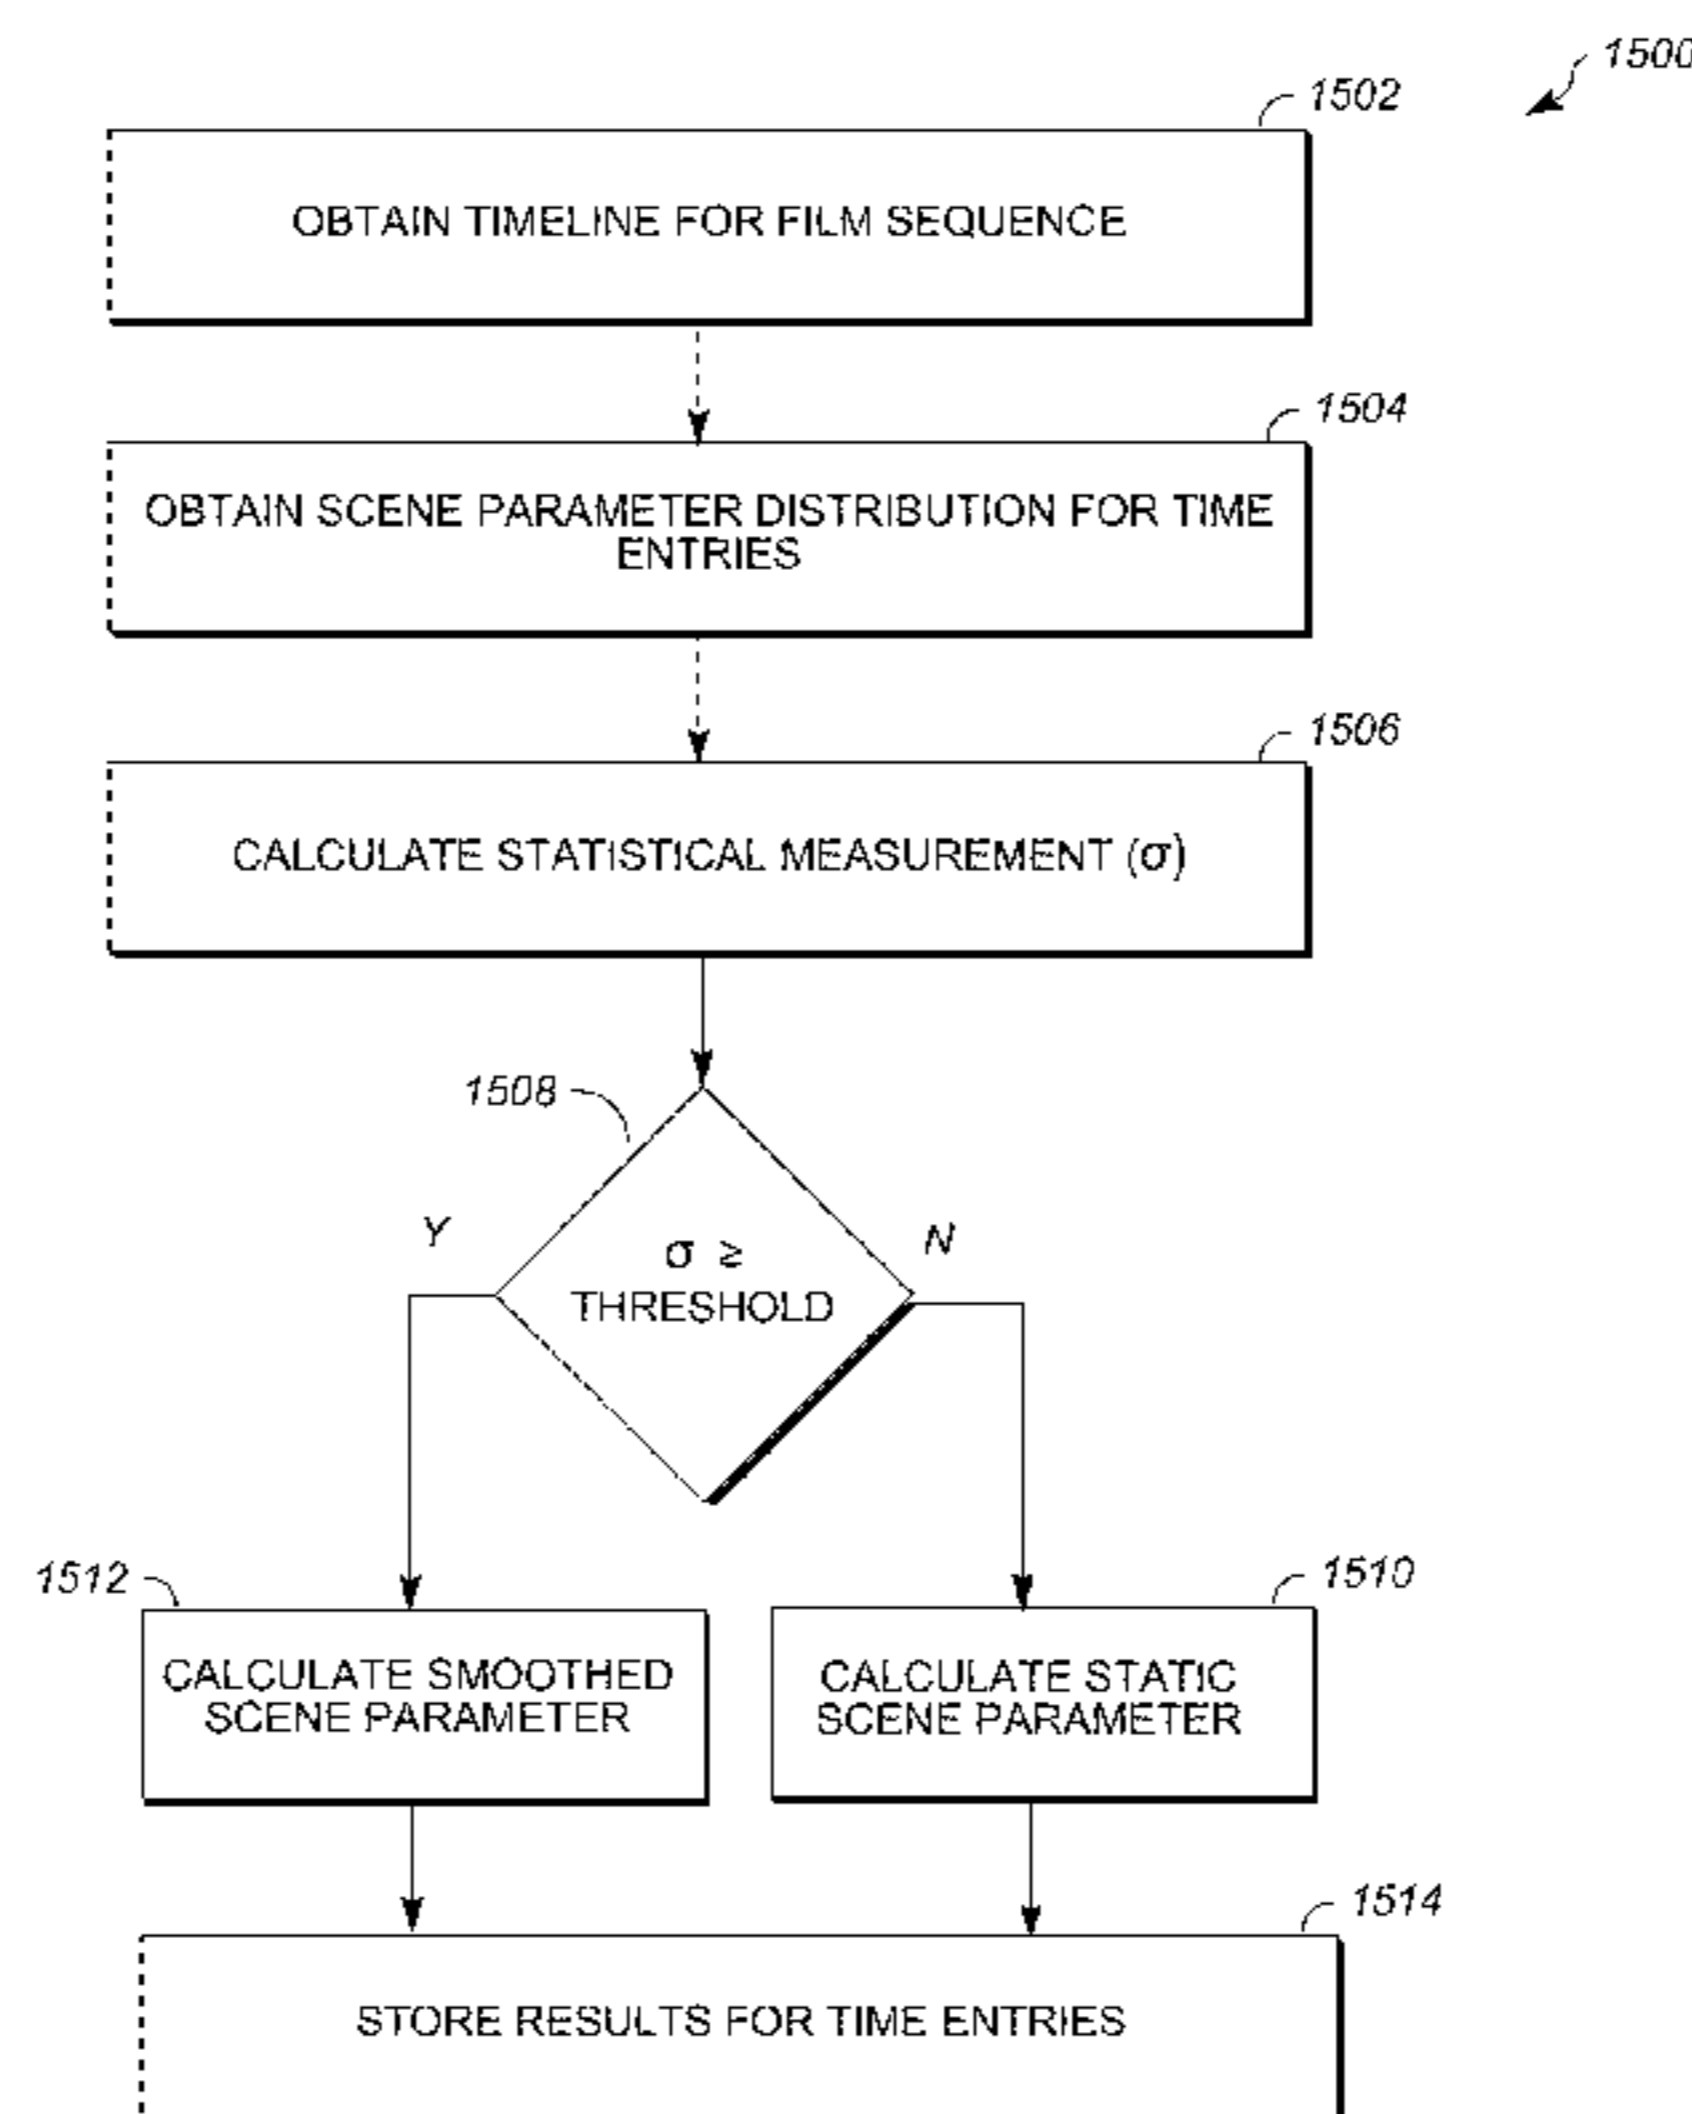 1500
1502
OBTAIN TIMELINE FOR FILM SEQUENCE
1504
OBTAIN SCENE PARAMETER DISTRIBUTION FOR TIME
ENTRIES
1506
CALCULATE STATISTICAL MEASUREMENT (σ)
1508
Y
N
σ ≥
THRESHOLD
1512
1510
CALCULATE SMOOTHED
SCENE PARAMETER
CALCULATE STATIC
SCENE PARAMETER
1514
STORE RESULTS FOR TIME ENTRIES